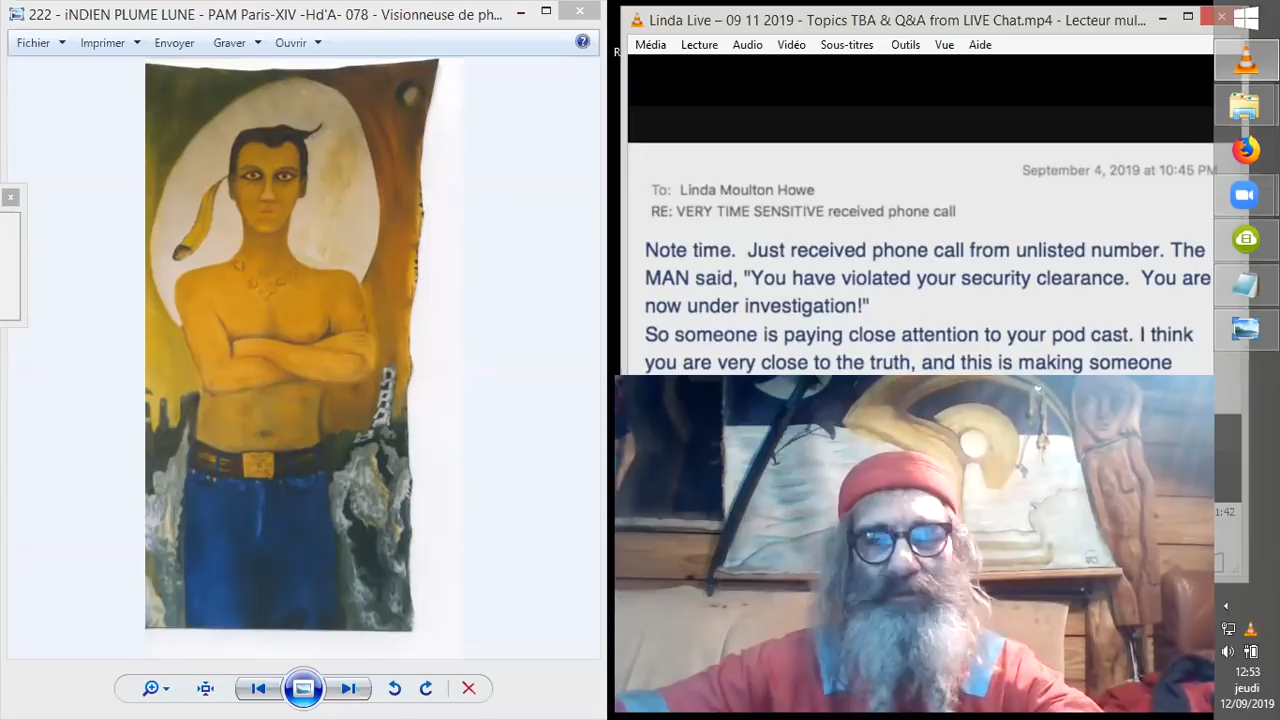 222 - iNDIEN PLUME LUNE - PAM Paris-XIV -Hd'A- 078 - Visionneuse de ph...
Fichier Imprimer Envoyer Graver Ouvrir
Linda Live – 09 11 2019 - Topics TBA & Q&A from LIVE Chat.mp4 - Lecteur mul...
Média Lecture Audio Vidéo Sous-titres Outils Vue Aide
September 4, 2019 at 10:45 PM
To: Linda Moulton Howe
RE: VERY TIME SENSITIVE received phone call
Note time. Just received phone call from unlisted number. The
MAN said, "You have violated your security clearance. You are
now under investigation!"
So someone is paying close attention to your pod cast. I think
you are very close to the truth, and this is making someone
1:42
12:53
jeudi
12/09/2019